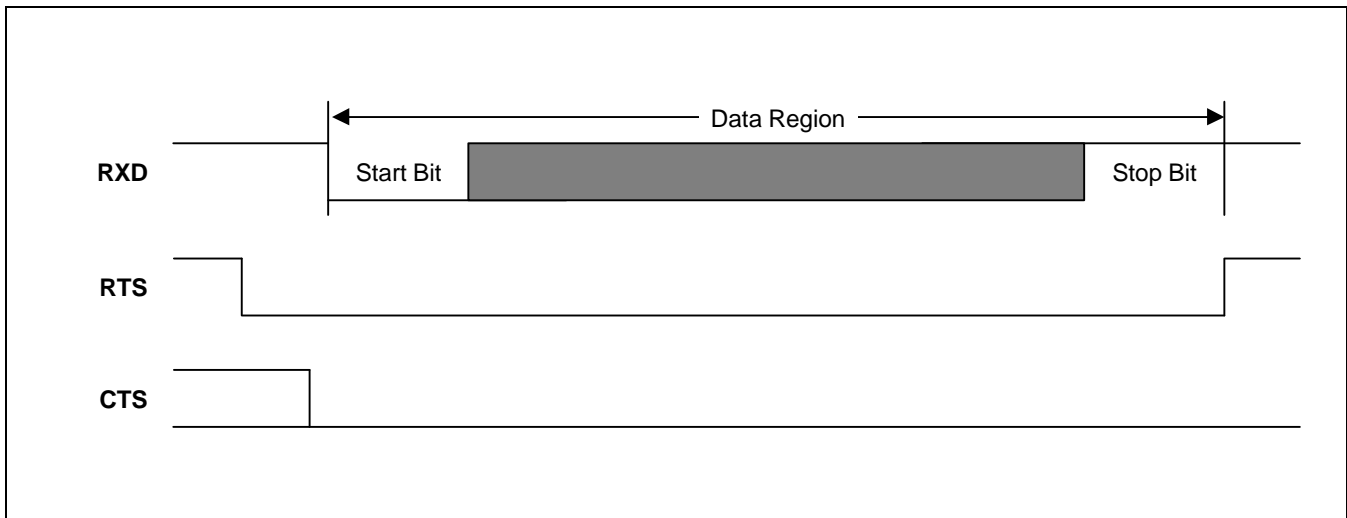 Data Region
RXD
Start Bit
Stop Bit
RTS
CTS